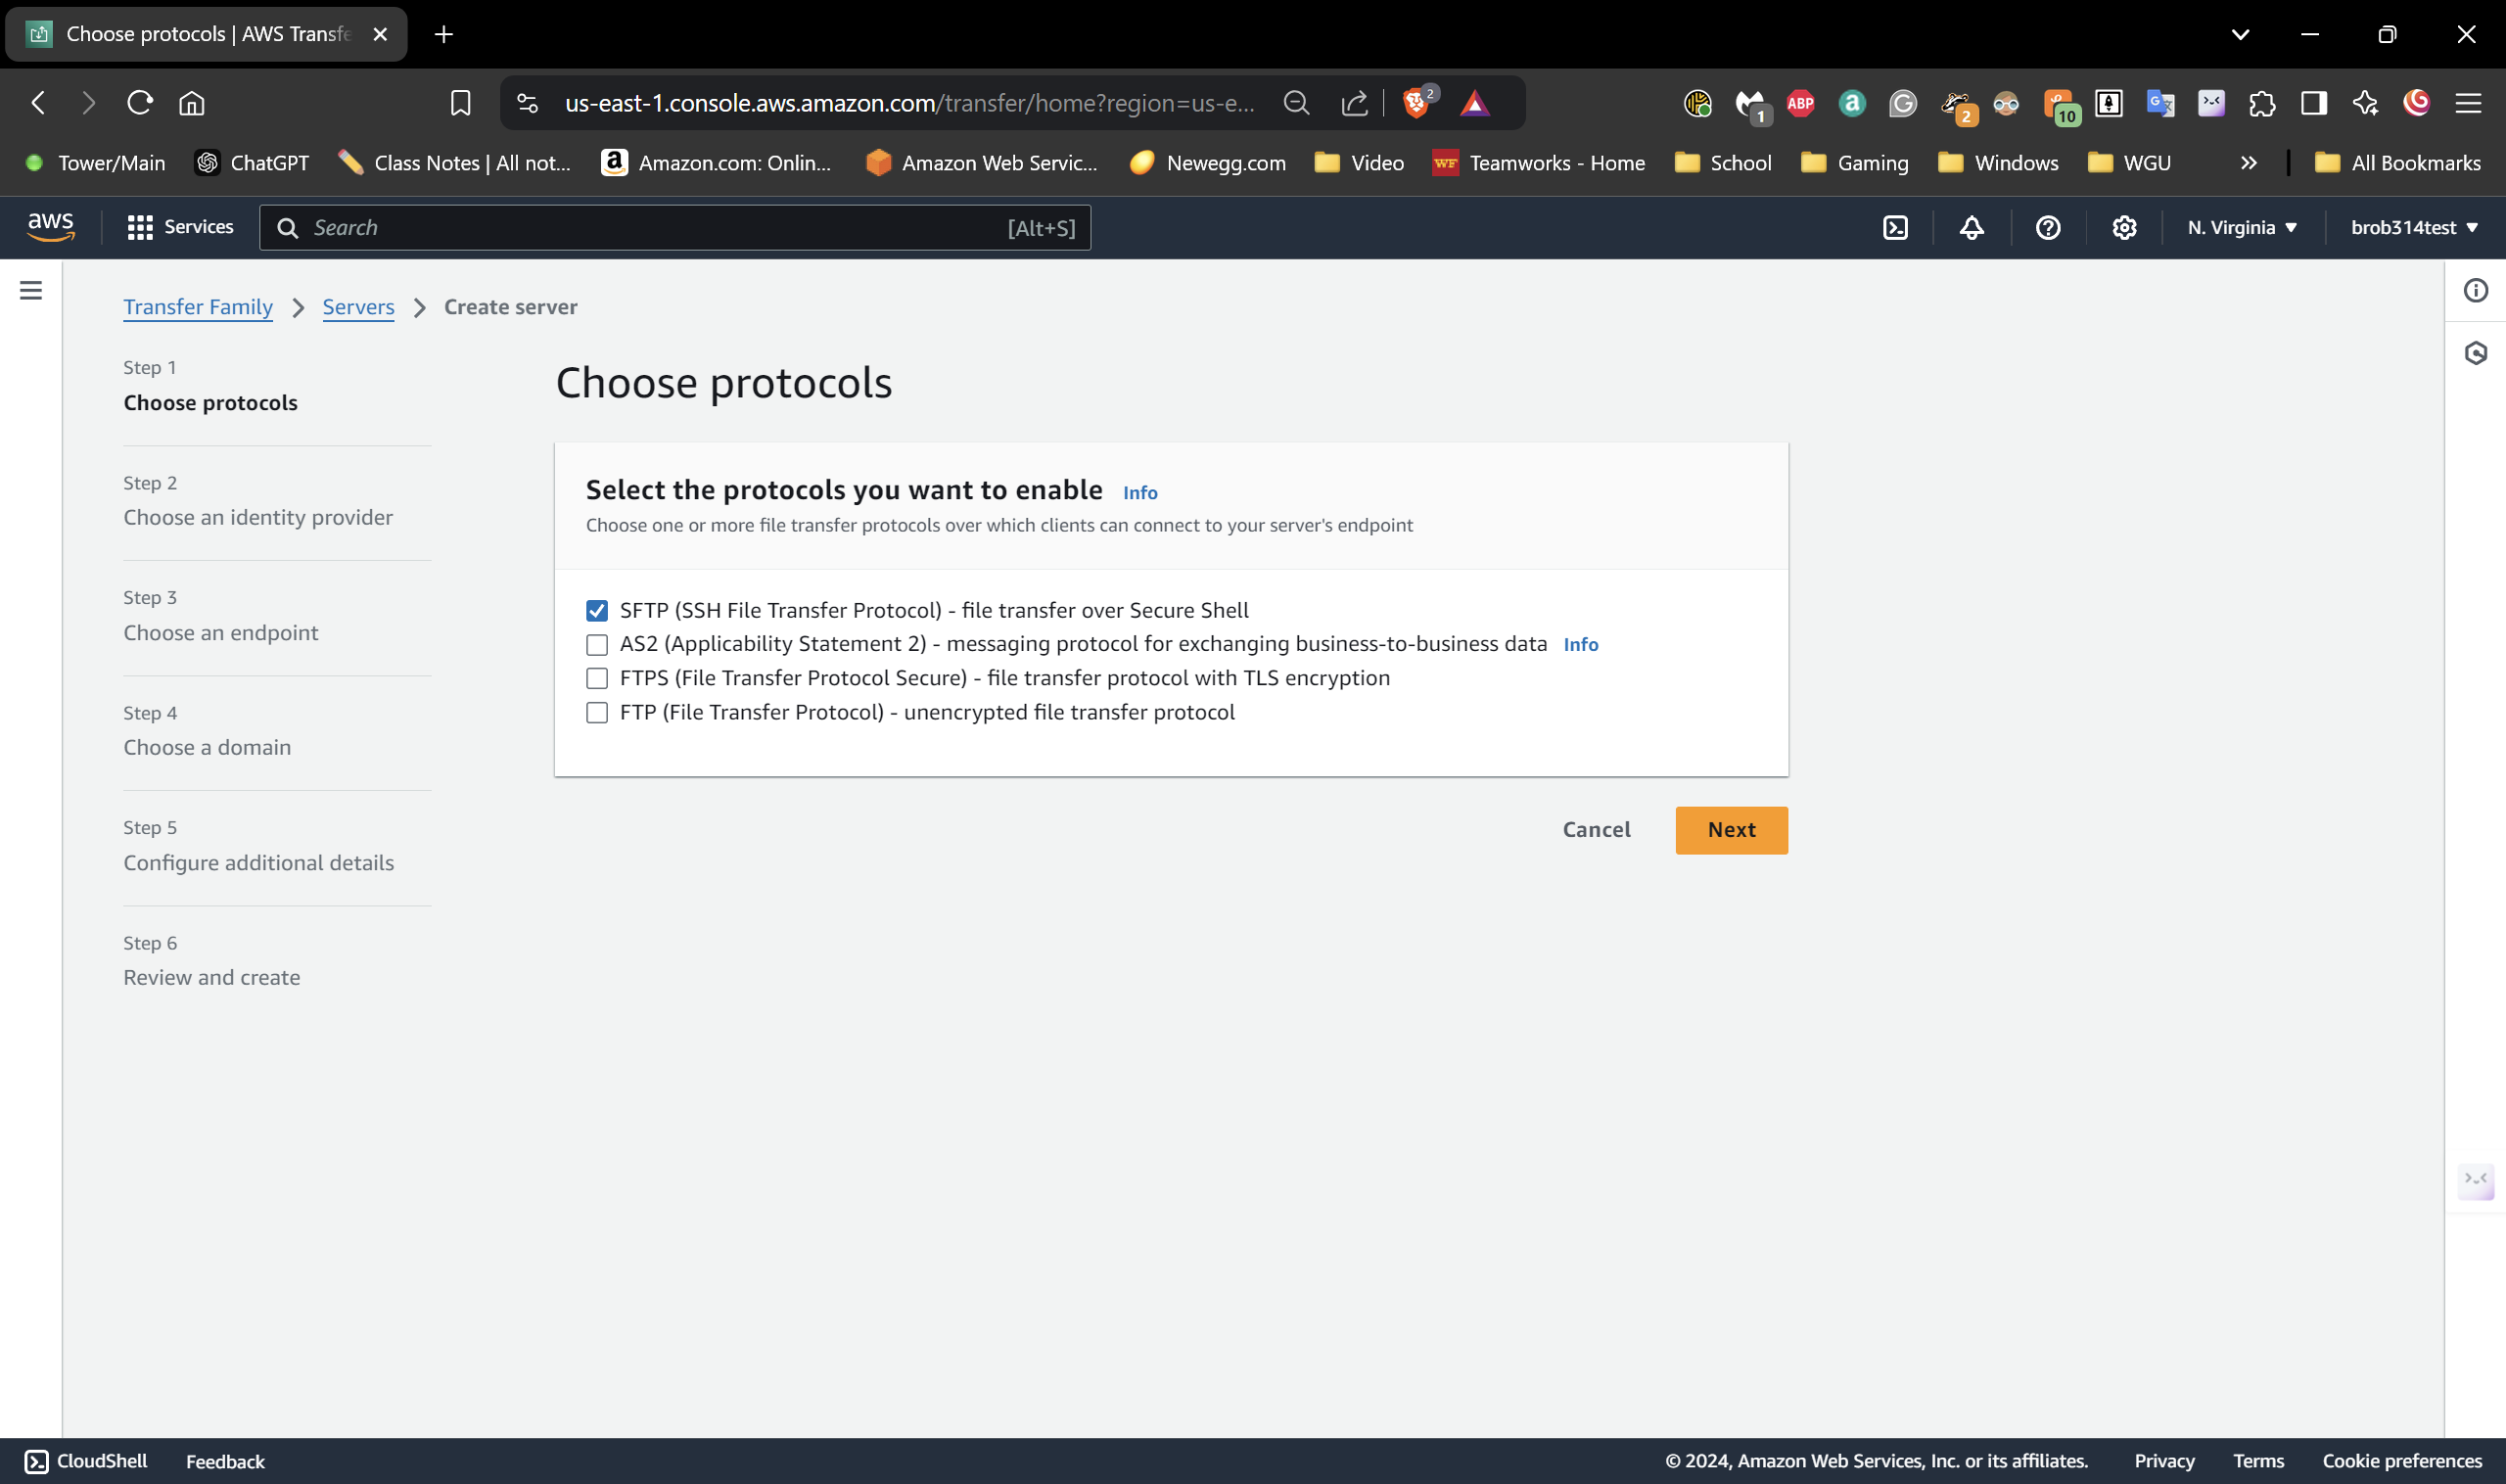 Choose protocols | AWS Transfe
us-east-1.console.aws.amazon.com/transfer/home?region=us-e...
2
1
ABP
a
2
10
Tower/Main
ChatGPT
Class Notes | All not...
a Amazon.com: Onlin...
Amazon Web Servic...
Newegg.com
Video
WF Teamworks - Home
School
Gaming
Windows
WGU
All Bookmarks
aws
Services
Search
[Alt+S]
N. Virginia
brob314test
Transfer Family
Servers
Create server
Step 1
Choose protocols
Step 2
Choose an identity provider
Step 3
Choose an endpoint
Step 4
Choose a domain
Step 5
Configure additional details
Step 6
Review and create
Choose protocols
Select the protocols you want to enable Info
Choose one or more file transfer protocols over which clients can connect to your server's endpoint
SFTP (SSH File Transfer Protocol) - file transfer over Secure Shell
AS2 (Applicability Statement 2) - messaging protocol for exchanging business-to-business data Info
FTPS (File Transfer Protocol Secure) - file transfer protocol with TLS encryption
FTP (File Transfer Protocol) - unencrypted file transfer protocol
Cancel
Next
CloudShell
Feedback
© 2024, Amazon Web Services, Inc. or its affiliates.
Privacy
Terms
Cookie preferences